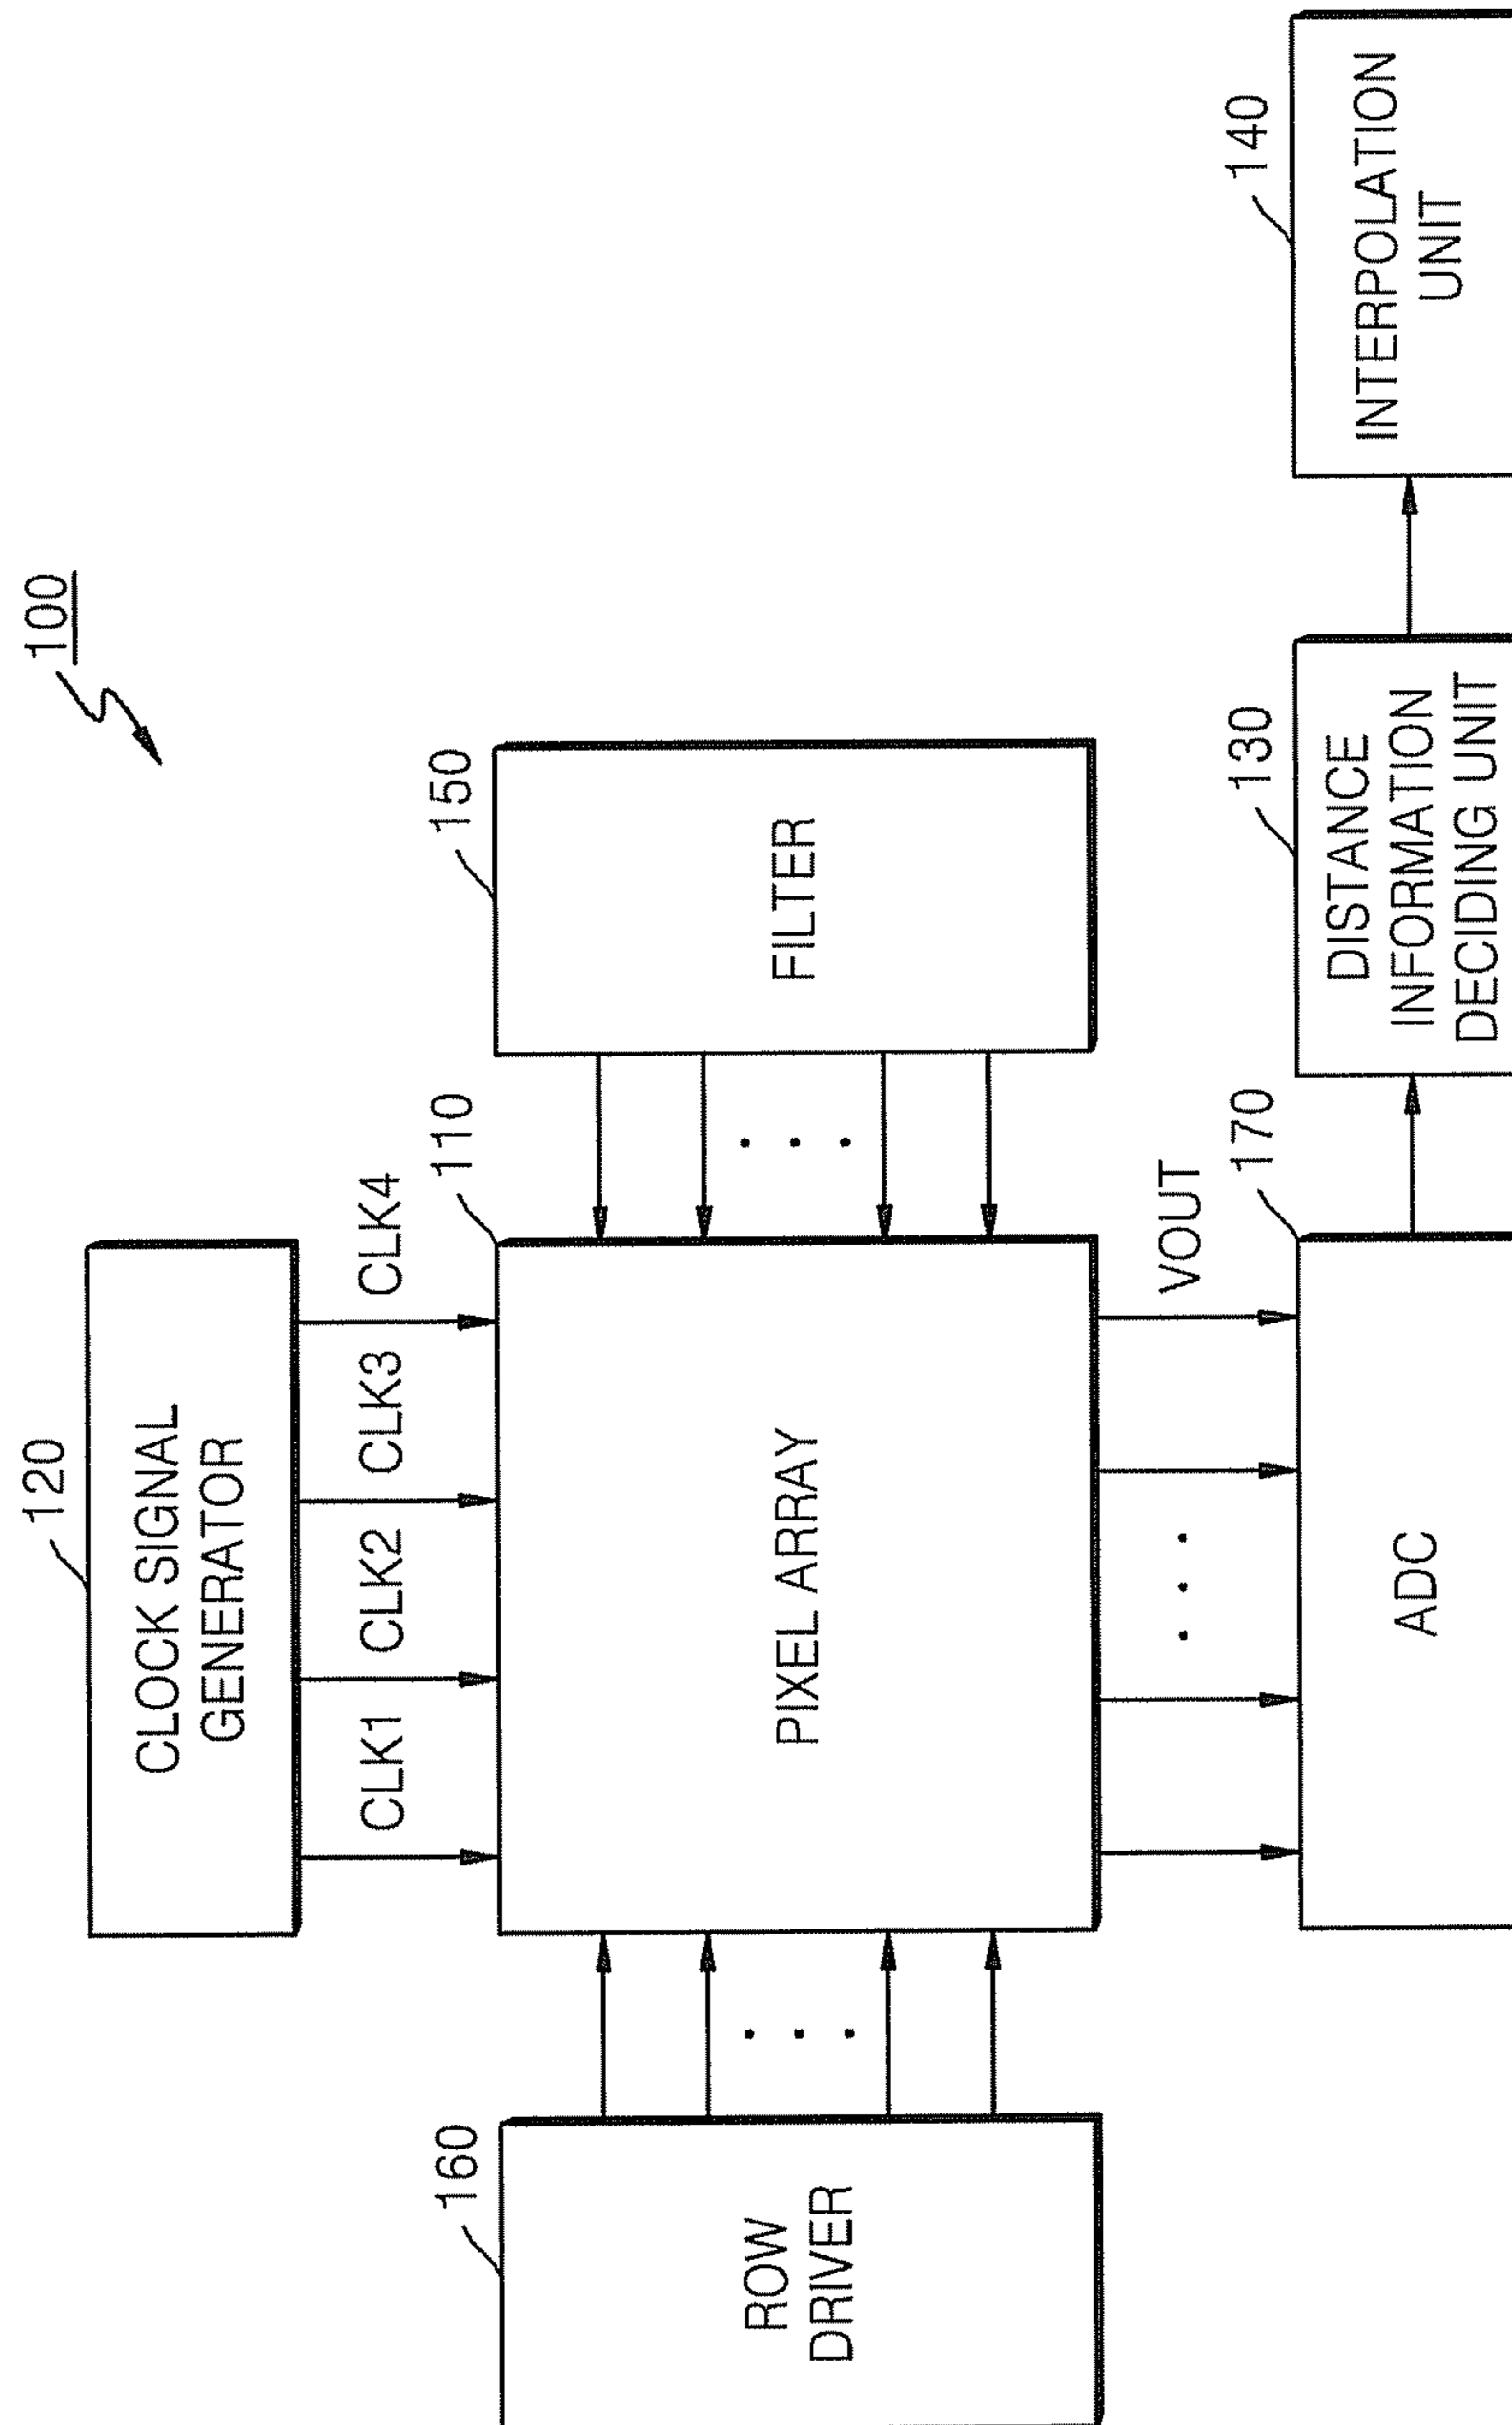 100
120
CLOCK SIGNAL
GENERATOR
CLK1
CLK2
CLK3
CLK4
160
ROW
DRIVER
110
PIXEL ARRAY
150
FILTER
VOUT
170
ADC
130
DISTANCE
INFORMATION
DECIDING UNIT
140
INTERPOLATION
UNIT